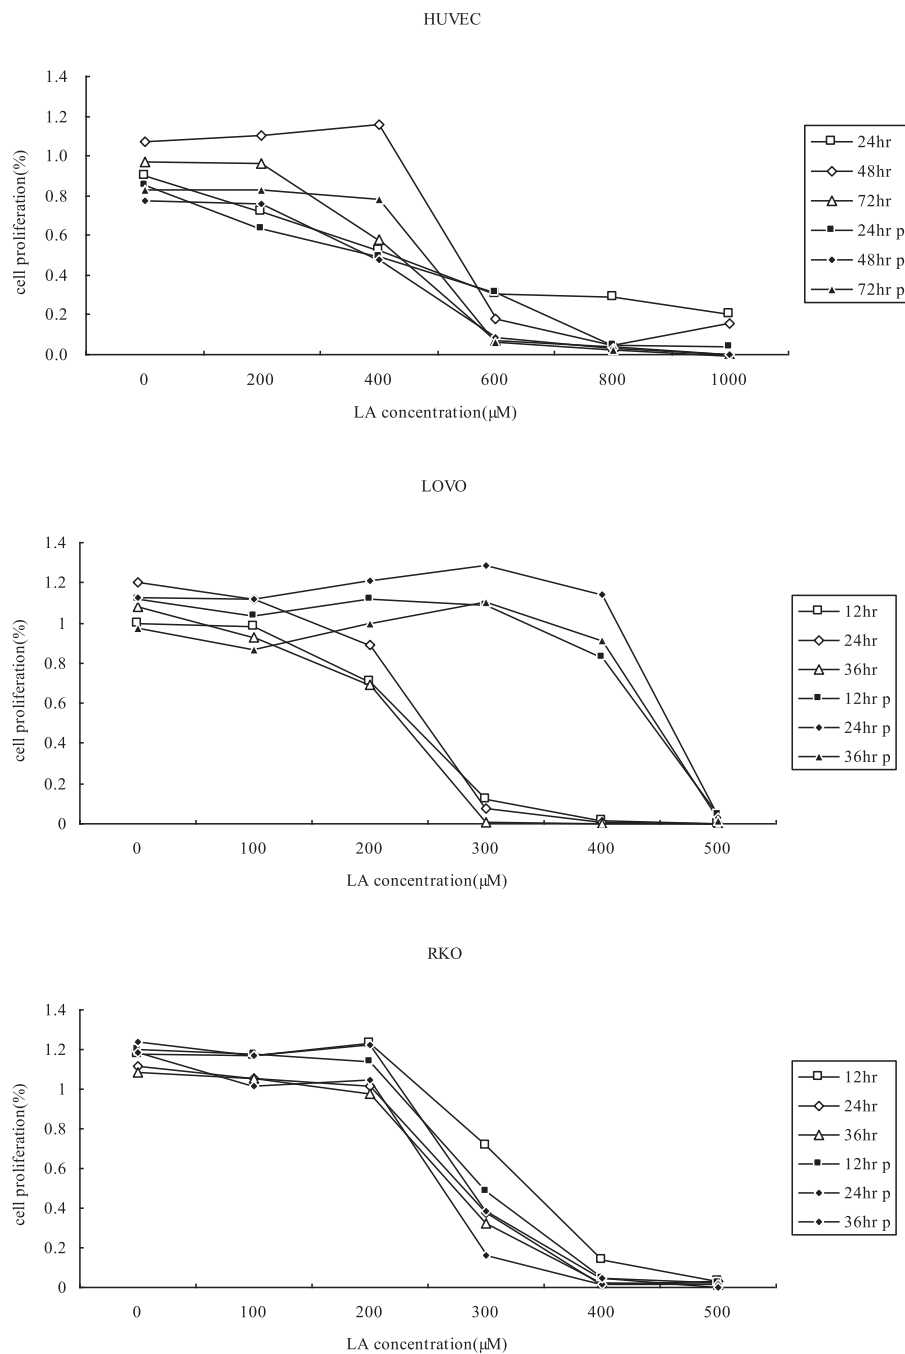 HUVEC
1.4
1.2
1.0
0.8
0.6
0.4
0.2
0.0
cell proliferation(%)
0 200 400 600 800 1000
LA concentration(μM)
24hr
48hr
72hr
24hr p
48hr p
72hr p
LOVO
1.4
1.2
1
0.8
0.6
0.4
0.2
0
cell proliferation(%)
0 100 200 300 400 500
LA concentration(μM)
12hr
24hr
36hr
12hr p
24hr p
36hr p
RKO
1.4
1.2
1
0.8
0.6
0.4
0.2
0
cell proliferation(%)
0 100 200 300 400 500
LA concentration(μM)
12hr
24hr
36hr
12hr p
24hr p
36hr p